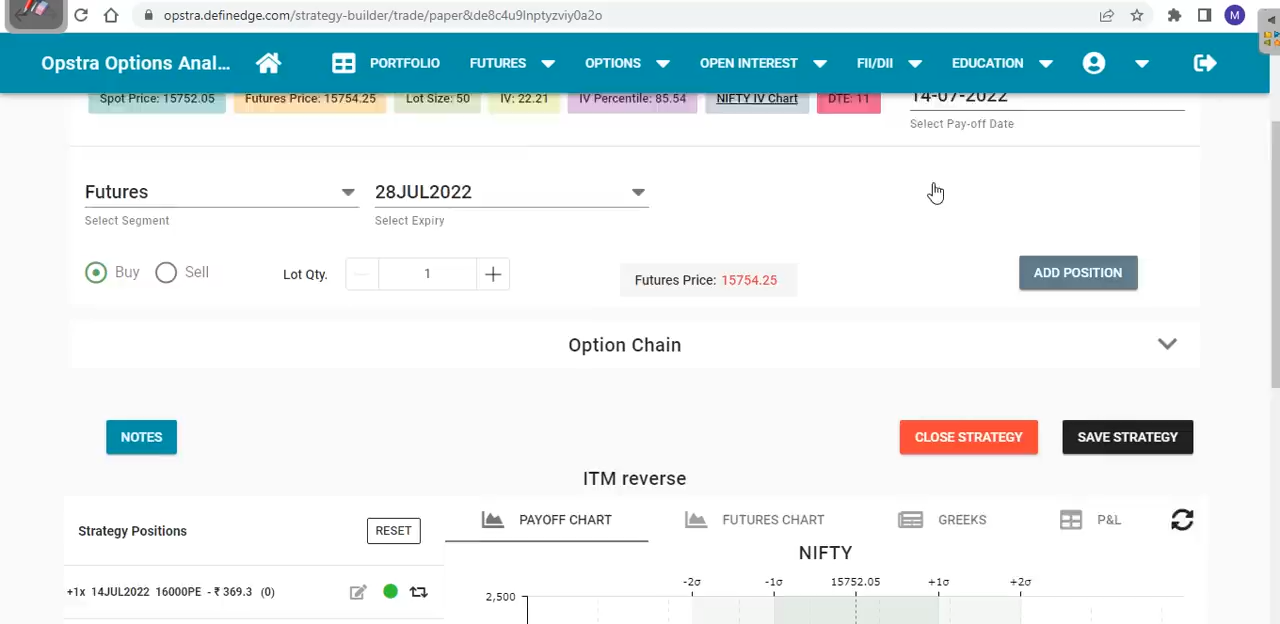 opstra.definedge.com/strategy-builder/trade/paper&de8c4u9lnptyzviy0a2o
M
Opstra Options Anal... PORTFOLIO FUTURES OPTIONS OPEN INTEREST FII/DII EDUCATION
Spot Price: 15752.05 Futures Price: 15754.25 Lot Size: 50 IV: 22.21 IV Percentile: 85.54 NIFTY IV Chart DTE: 11 14-07-2022
Select Pay-off Date
Futures 28JUL2022
Select Segment Select Expiry
Buy Sell Lot Qty. 1 Futures Price: 15754.25 ADD POSITION
Option Chain
NOTES CLOSE STRATEGY SAVE STRATEGY
ITM reverse
Strategy Positions RESET PAYOFF CHART FUTURES CHART GREEKS P&L
NIFTY
+1x 14JUL2022 16000PE - ₹ 369.3 (0)
-2σ -1σ 15752.05 +1σ +2σ
2,500